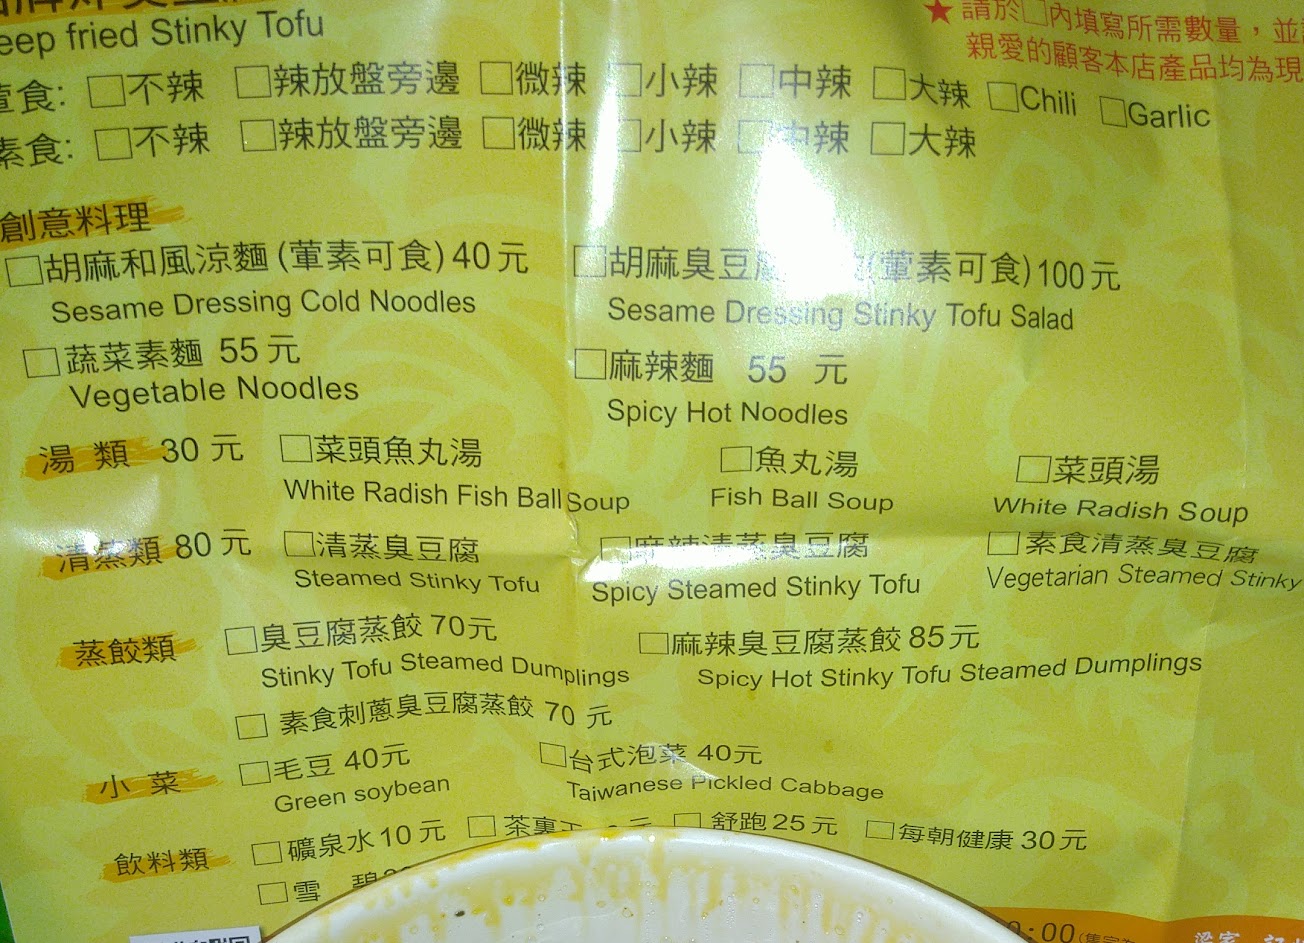 eep fried Stinky Tofu
★ 請於□內填寫所需數量，並
親愛的顧客本店產品均為現
葷食: □不辣 □辣放盤旁邊 □微辣 □小辣 □中辣 □大辣 □Chili □Garlic
素食: □不辣 □辣放盤旁邊 □微辣 □小辣 □中辣 □大辣
創意料理
□胡麻和風涼麵(葷素可食)40元 □胡麻臭豆腐(葷素可食)100元
Sesame Dressing Cold Noodles Sesame Dressing Stinky Tofu Salad
□蔬菜素麵 55元 □麻辣麵 55 元
Vegetable Noodles Spicy Hot Noodles
湯 類 30 元 □菜頭魚丸湯 □魚丸湯 □菜頭湯
White Radish Fish Ball Soup Fish Ball Soup White Radish Soup
清蒸類 80 元 □清蒸臭豆腐 □麻辣清蒸臭豆腐 □素食清蒸臭豆腐
Steamed Stinky Tofu Spicy Steamed Stinky Tofu Vegetarian Steamed Stinky
蒸餃類 □臭豆腐蒸餃 70元 □麻辣臭豆腐蒸餃 85元
Stinky Tofu Steamed Dumplings Spicy Hot Stinky Tofu Steamed Dumplings
□ 素食刺蔥臭豆腐蒸餃 70 元
小 菜 □毛豆 40元 □台式泡菜 40元
Green soybean Taiwanese Pickled Cabbage
飲料類 □礦泉水10元 □茶裏 元 □舒跑25元 □每朝健康 30元
□雪 碧